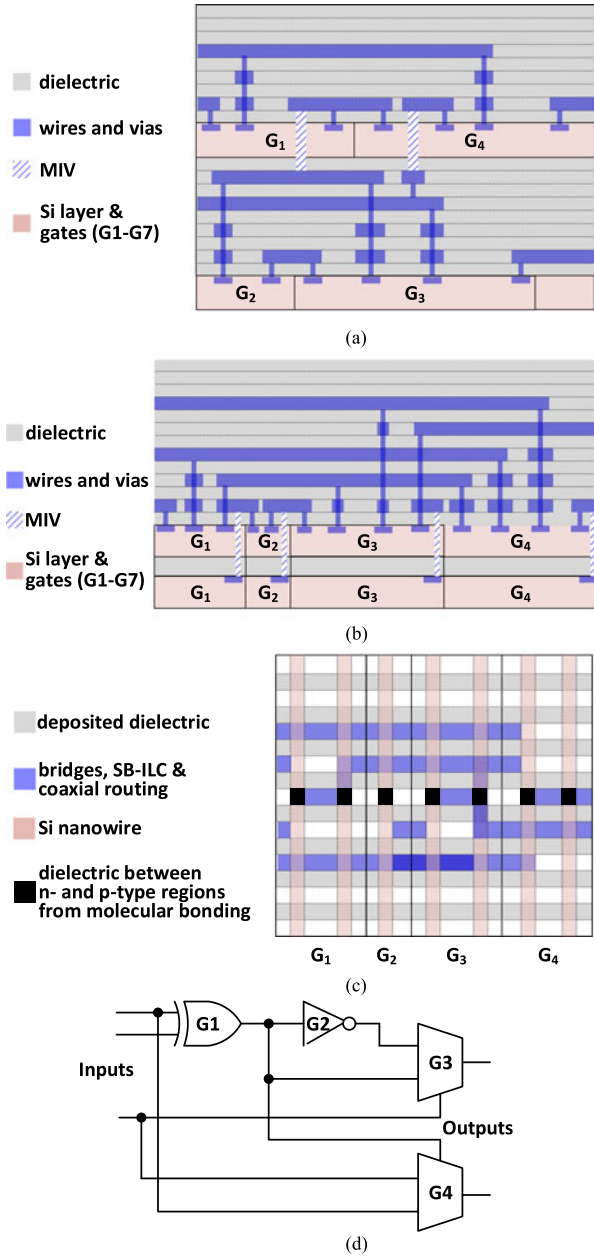 dielectric
wires and vias
MIV
Si layer &
gates (G1-G7)
G1
G4
G2
G3
(a)
dielectric
wires and vias
MIV
Si layer &
gates (G1-G7)
G1
G2
G3
G4
G1
G2
G3
G4
(b)
deposited dielectric
bridges, SB-ILC &
coaxial routing
Si nanowire
dielectric between
n- and p-type regions
from molecular bonding
G1
G2
G3
G4
(c)
G1
G2
G3
Inputs
Outputs
G4
(d)